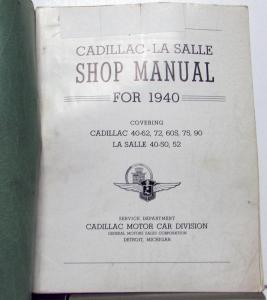 CADILLAC-LA SALLE
SHOP MANUAL
FOR 1940
COVERING
CADILLAC 40-62, 72, 60S, 75, 90
LA SALLE 40-50, 52
SERVICE DEPARTMENT
CADILLAC MOTOR CAR DIVISION
GENERAL MOTORS SALES CORPORATION
DETROIT, MICHIGAN